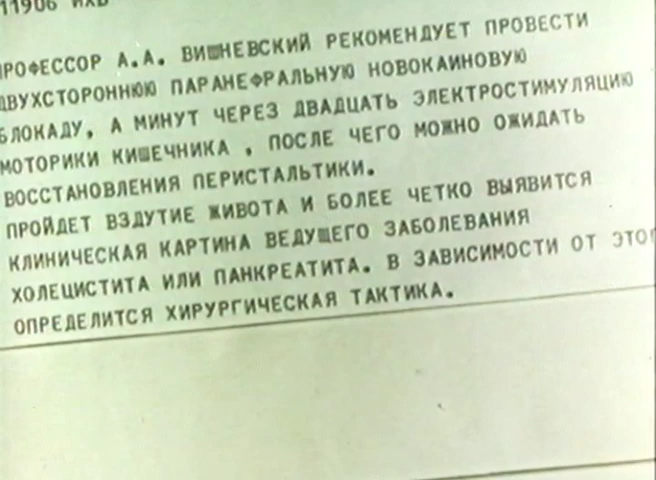 11906 ИХВ
ПРОФЕССОР А.А. ВИШНЕВСКИЙ РЕКОМЕНДУЕТ ПРОВЕСТИ
ДВУХСТОРОННЮЮ ПАРАНЕФРАЛЬНУЮ НОВОКАИНОВУЮ
БЛОКАДУ, А МИНУТ ЧЕРЕЗ ДВАДЦАТЬ ЭЛЕКТРОСТИМУЛЯЦИЮ
МОТОРИКИ КИШЕЧНИКА , ПОСЛЕ ЧЕГО МОЖНО ОЖИДАТЬ
ВОССТАНОВЛЕНИЯ ПЕРИСТАЛЬТИКИ.
ПРОЙДЕТ ВЗДУТИЕ ЖИВОТА И БОЛЕЕ ЧЕТКО ВЫЯВИТСЯ
КЛИНИЧЕСКАЯ КАРТИНА ВЕДУЩЕГО ЗАБОЛЕВАНИЯ
ХОЛЕЦИСТИТА ИЛИ ПАНКРЕАТИТА. В ЗАВИСИМОСТИ ОТ ЭТОГ
ОПРЕДЕЛИТСЯ ХИРУРГИЧЕСКАЯ ТАКТИКА.